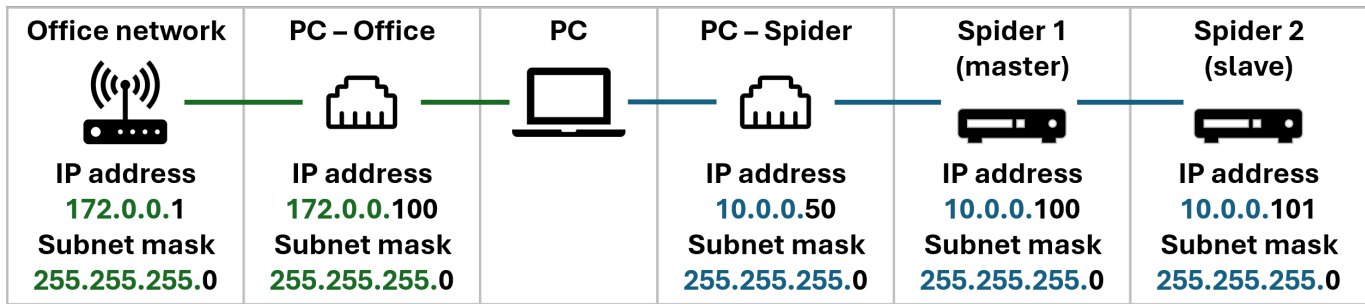 Office network
IP address
172.0.0.1
Subnet mask
255.255.255.0
PC – Office
IP address
172.0.0.100
Subnet mask
255.255.255.0
PC
PC – Spider
IP address
10.0.0.50
Subnet mask
255.255.255.0
Spider 1
(master)
IP address
10.0.0.100
Subnet mask
255.255.255.0
Spider 2
(slave)
IP address
10.0.0.101
Subnet mask
255.255.255.0